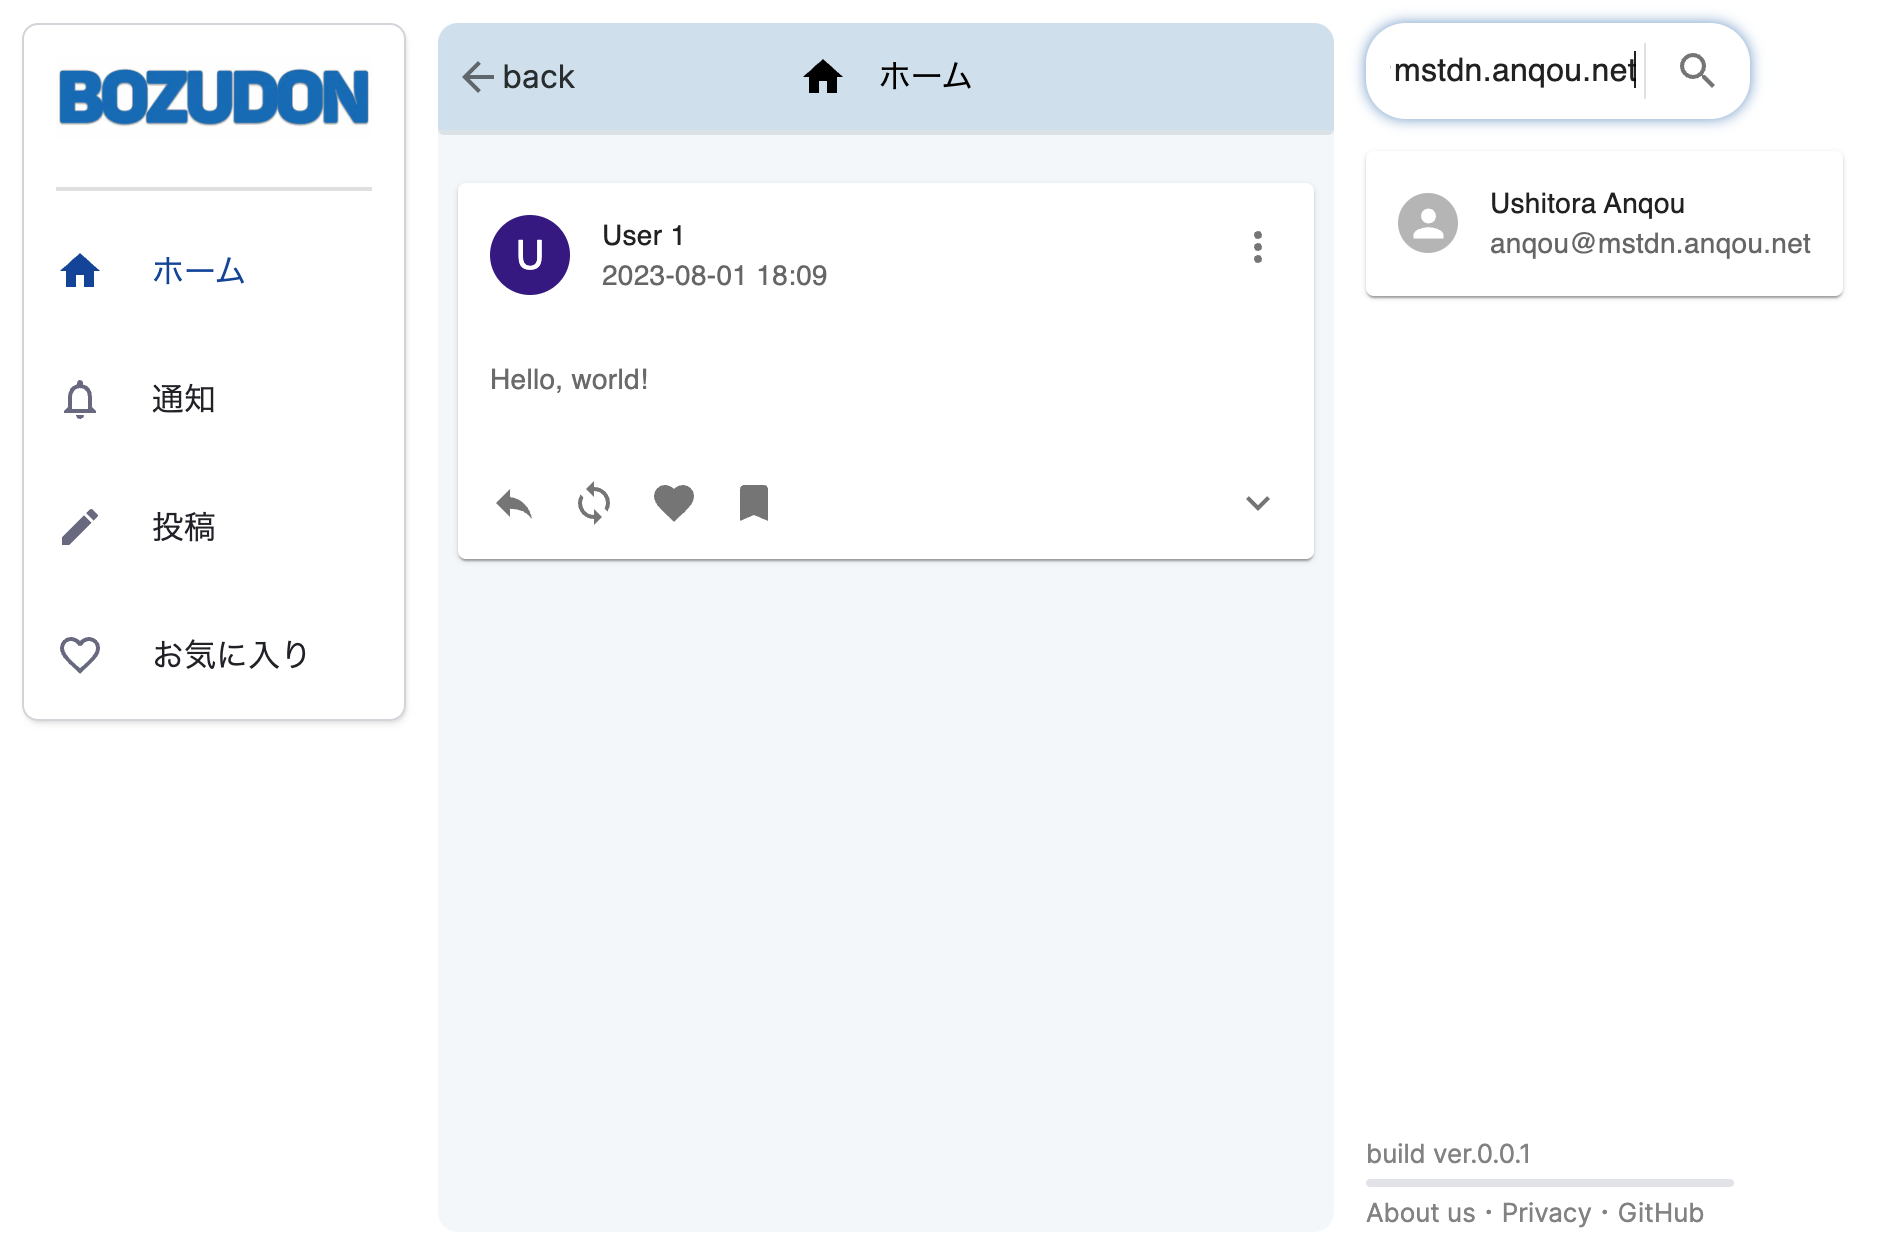 BOZUDON
ホーム
通知
投稿
お気に入り
back
ホーム
U
User 1
2023-08-01 18:09
Hello, world!
mstdn.anqou.net
Ushitora Anqou
anqou@mstdn.anqou.net
build ver.0.0.1
About us・Privacy・GitHub